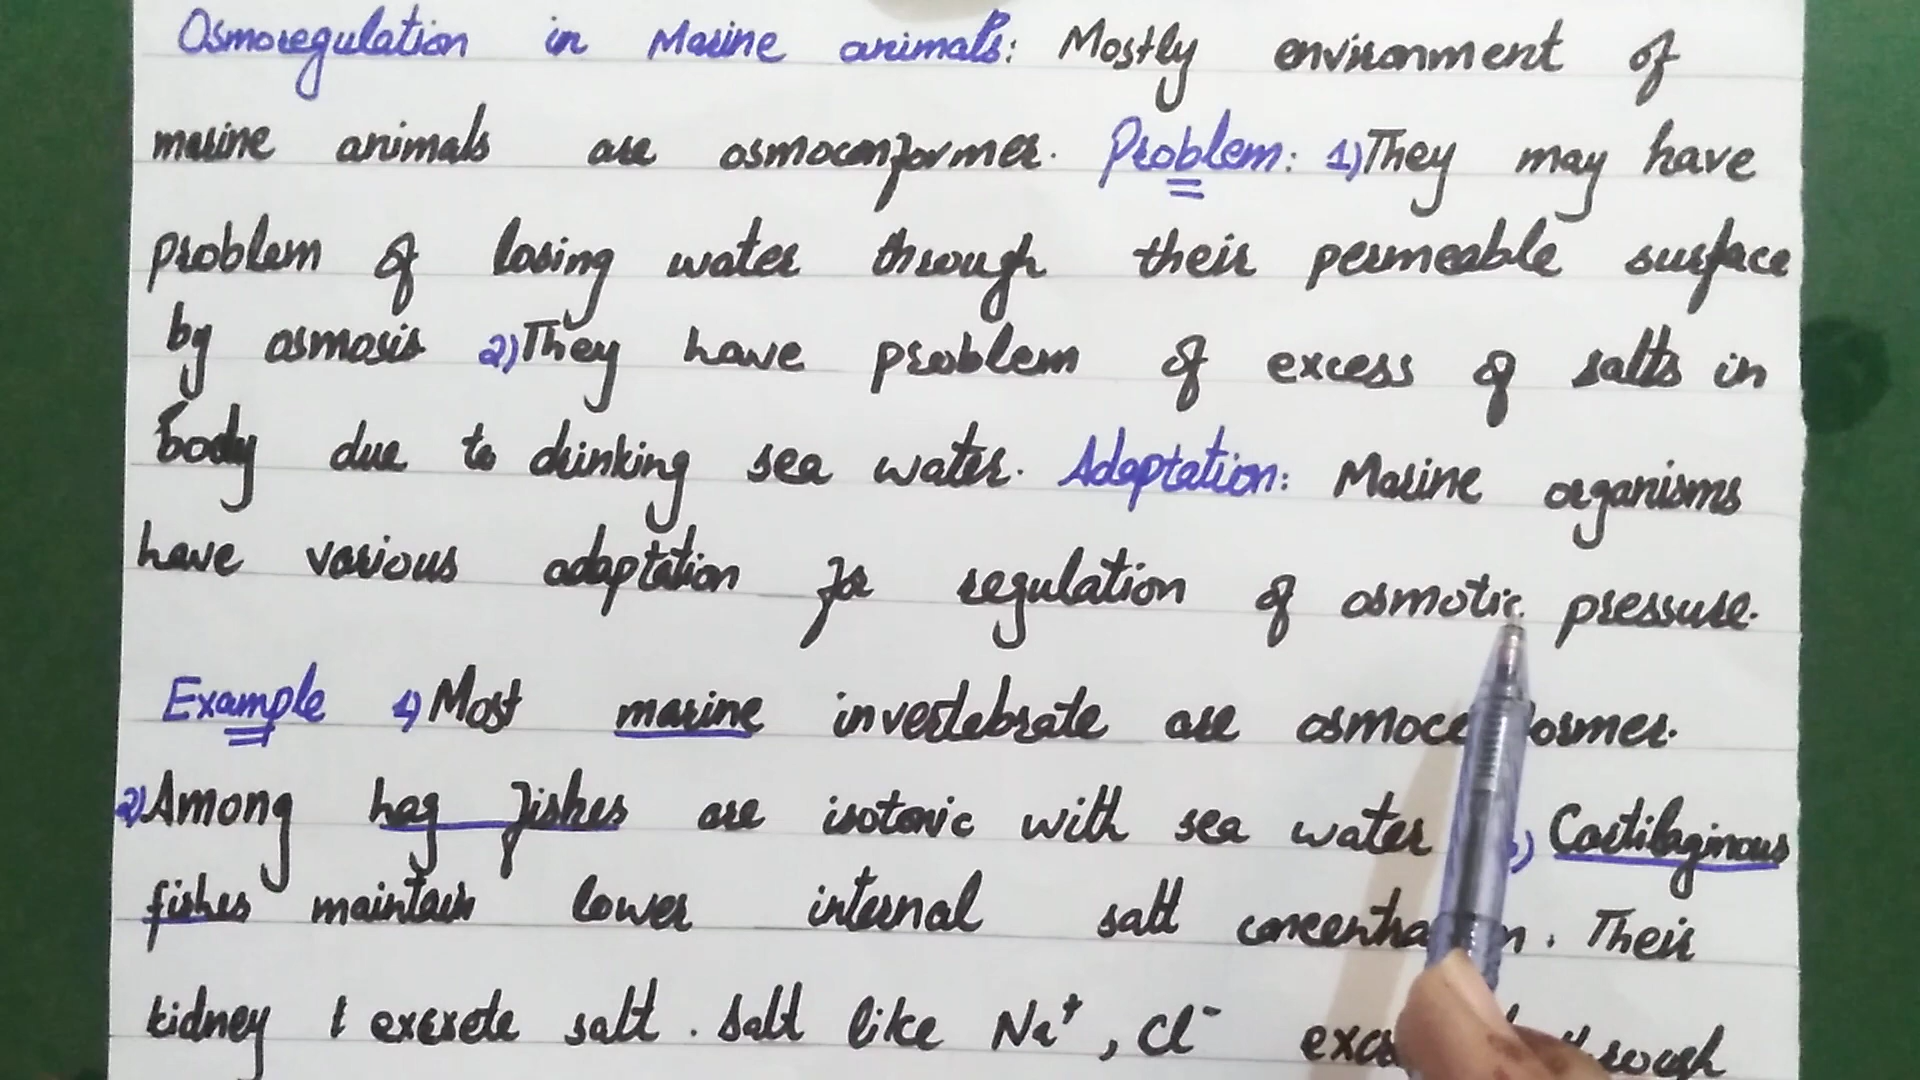 Osmoregulation in Marine animals: Mostly environment of
marine animals are osmoconformer. Problem: 1) They may have
problem of losing water through their permeable surface
by osmosis 2) They have problem of excess of salts in
body due to drinking sea water. Adaptation: Marine organisms
have various adaptation for regulation of osmotic pressure.
Example 1) Most marine invertebrate are
2) Among hag fishes are isotonic with sea water Cartilaginous
fishes maintain lower internal salt . Their
kidney excrete salt . Salt like Na⁺, Cl⁻